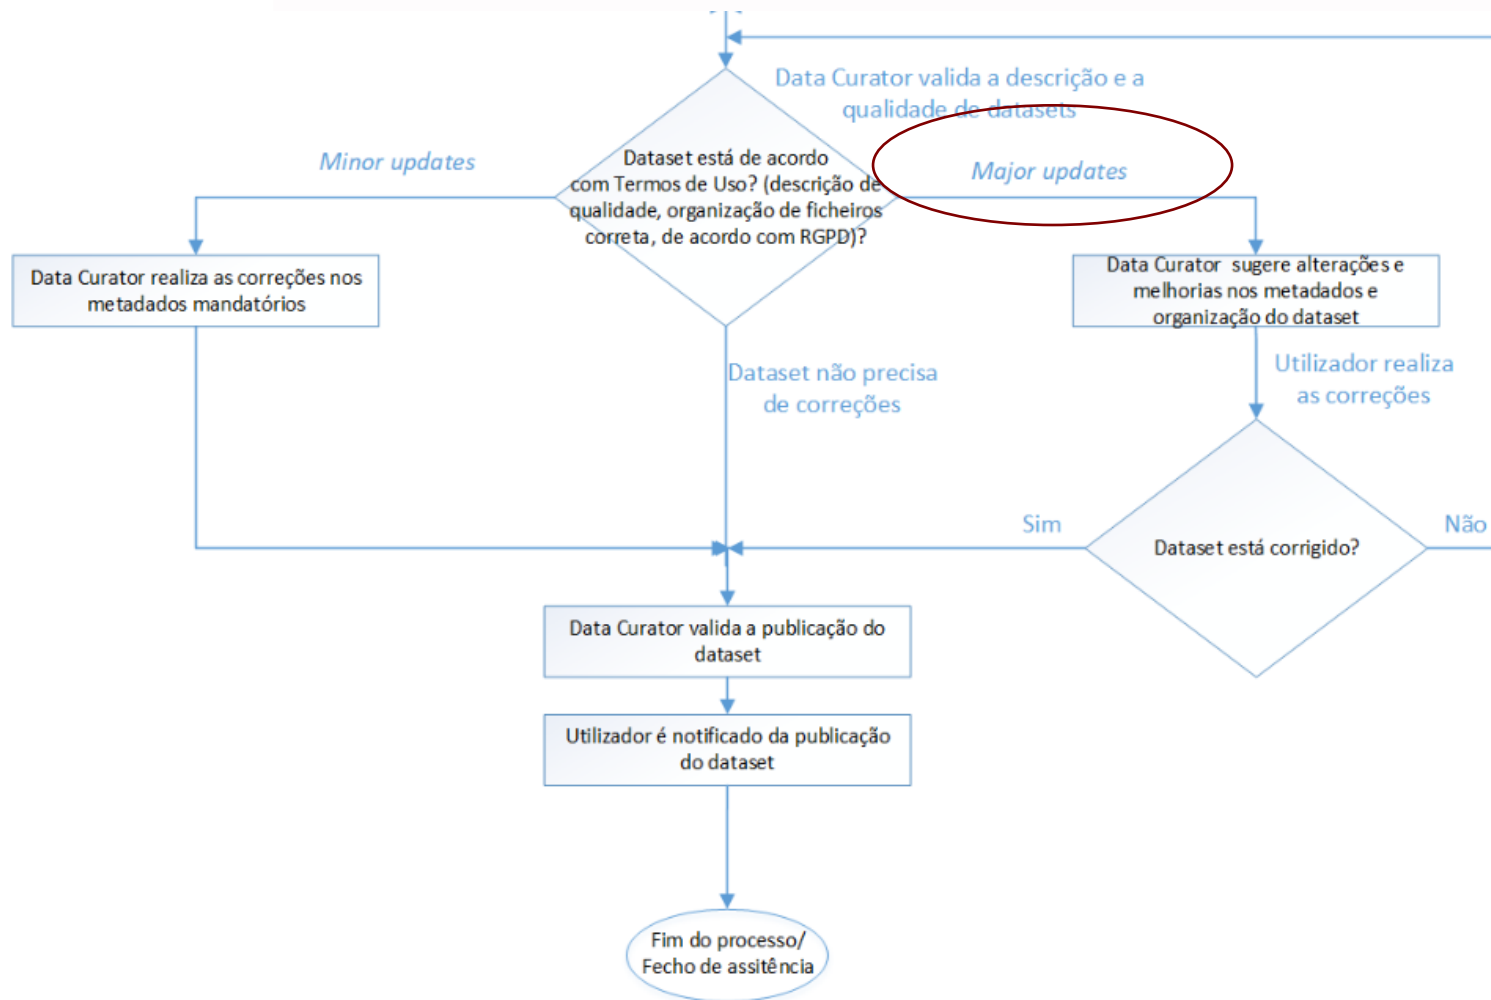 Data Curator valida a descrição e a
qualidade de datasets
Minor updates
Dataset está de acordo
com Termos de Uso? (descrição de
qualidade, organização de ficheiros
correta, de acordo com RGPD)?
Major updates
Data Curator realiza as correções nos
metadados mandatórios
Data Curator sugere alterações e
melhorias nos metadados e
organização do dataset
Dataset não precisa
de correções
Utilizador realiza
as correções
Sim
Dataset está corrigido?
Não
Data Curator valida a publicação do
dataset
Utilizador é notificado da publicação
do dataset
Fim do processo/
Fecho de assitência